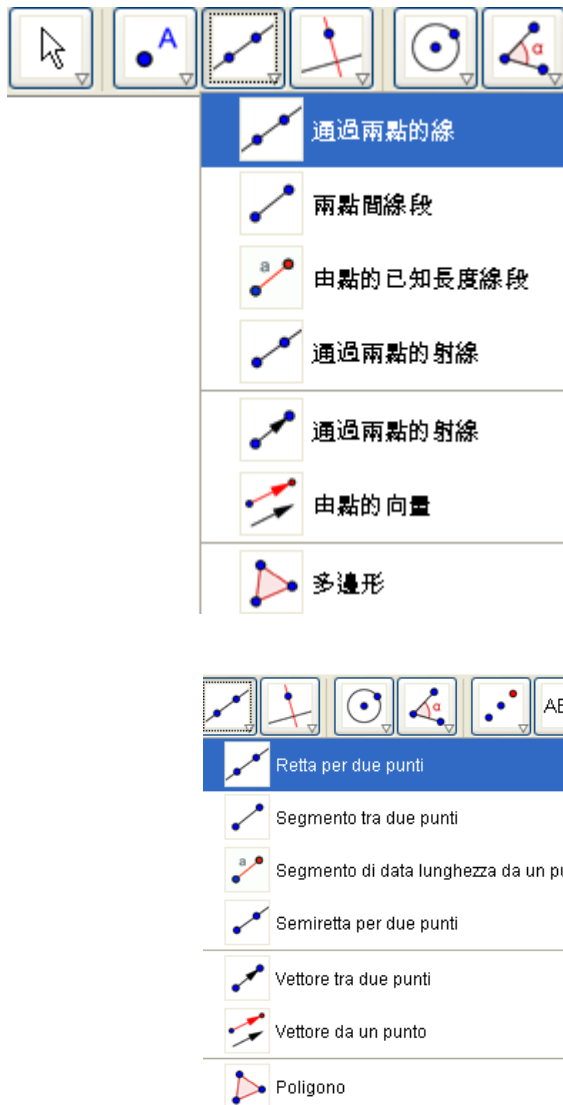 A
α
通過兩點的線
兩點間線段
a
由點的已知長度線段
通過兩點的射線
通過兩點的射線
由點的向量
多邊形
α
Retta per due punti
Segmento tra due punti
a
Segmento di data lunghezza da un
Semiretta per due punti
Vettore tra due punti
Vettore da un punto
Poligono